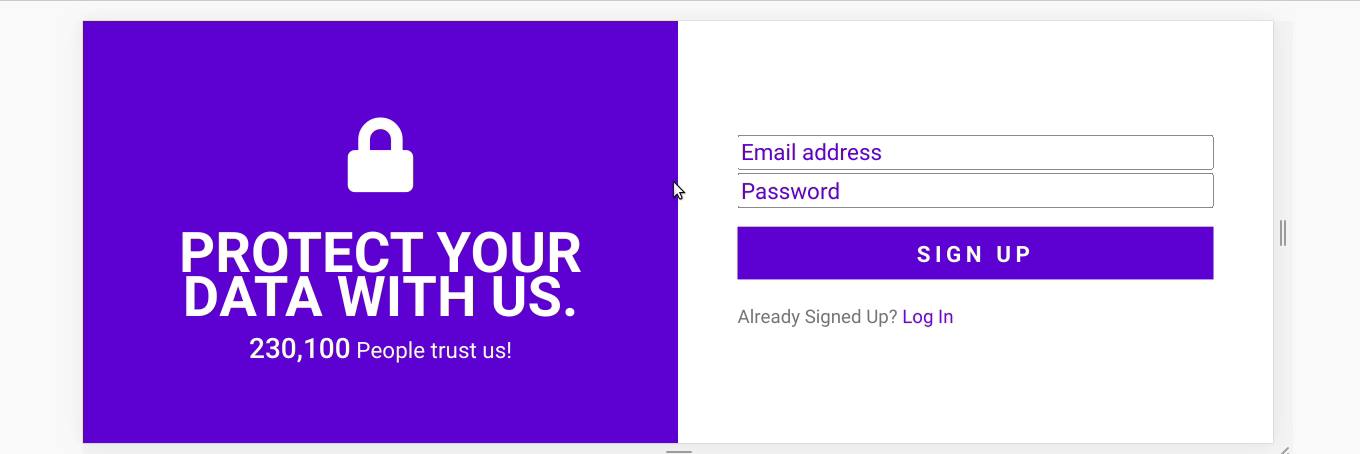 PROTECT YOUR
DATA WITH US.
230,100 People trust us!
Email address
Password
SIGN UP
Already Signed Up? Log In